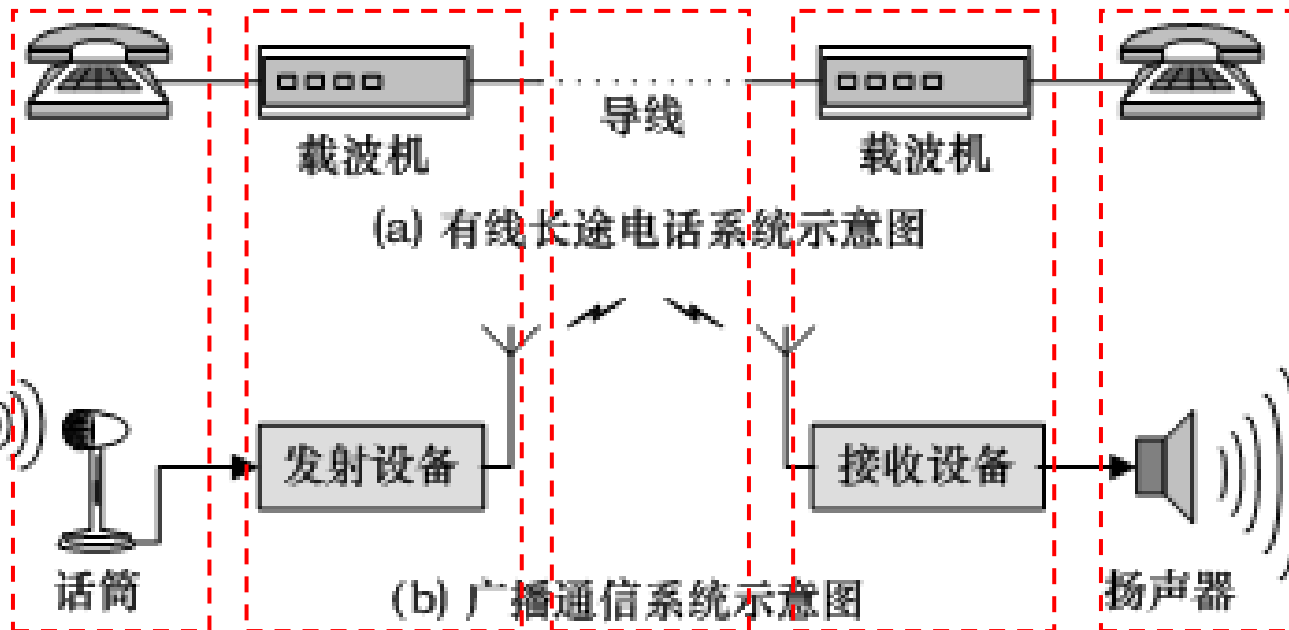 导线
载波机
载波机
(a) 有线长途电话系统示意图
发射设备
接收设备
话筒
扬声器
(b) 广播通信系统示意图